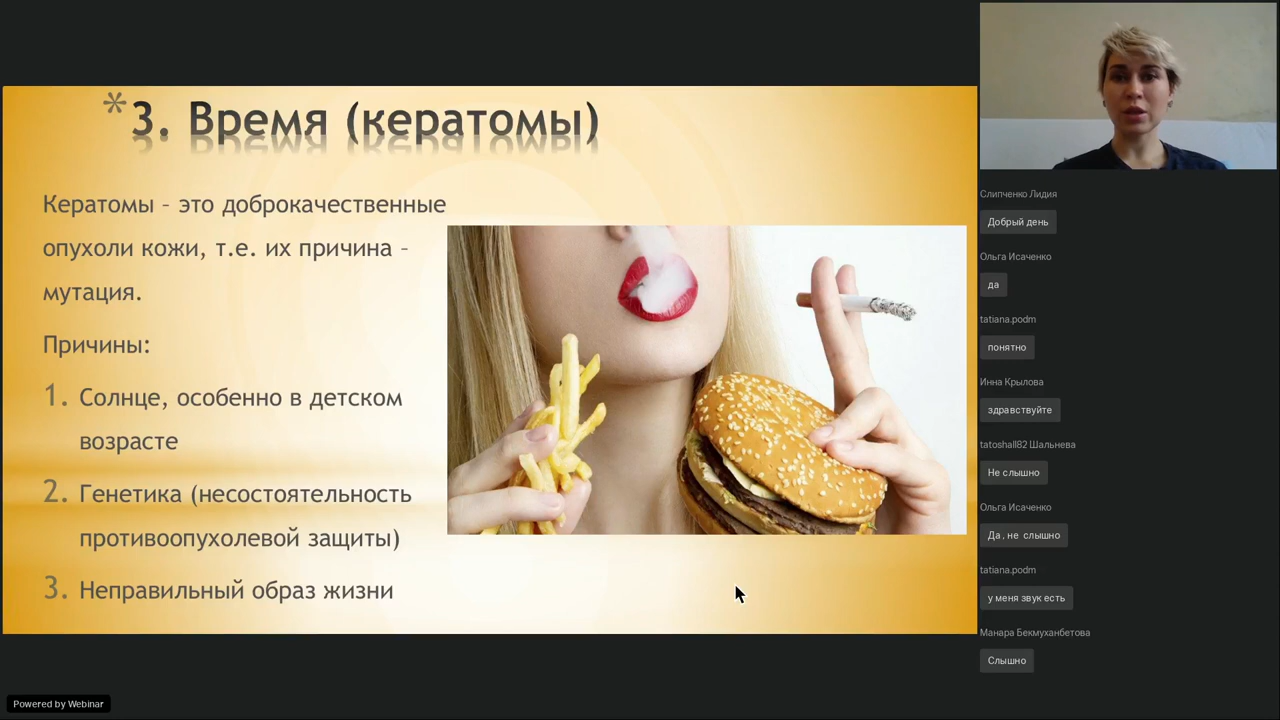 *3. Время (кератомы)
Кератомы – это доброкачественные
опухоли кожи, т.е. их причина –
мутация.
Причины:
1. Солнце, особенно в детском
возрасте
2. Генетика (несостоятельность
противоопухолевой защиты)
3. Неправильный образ жизни
Слипченко Лидия
Добрый день
Ольга Исаченко
да
tatiana.podm
понятно
Инна Крылова
здравствуйте
tatoshall82 Шальнева
Не слышно
Ольга Исаченко
Да , не слышно
tatiana.podm
у меня звук есть
Манара Бекмуханбетова
Слышно
Powered by Webinar